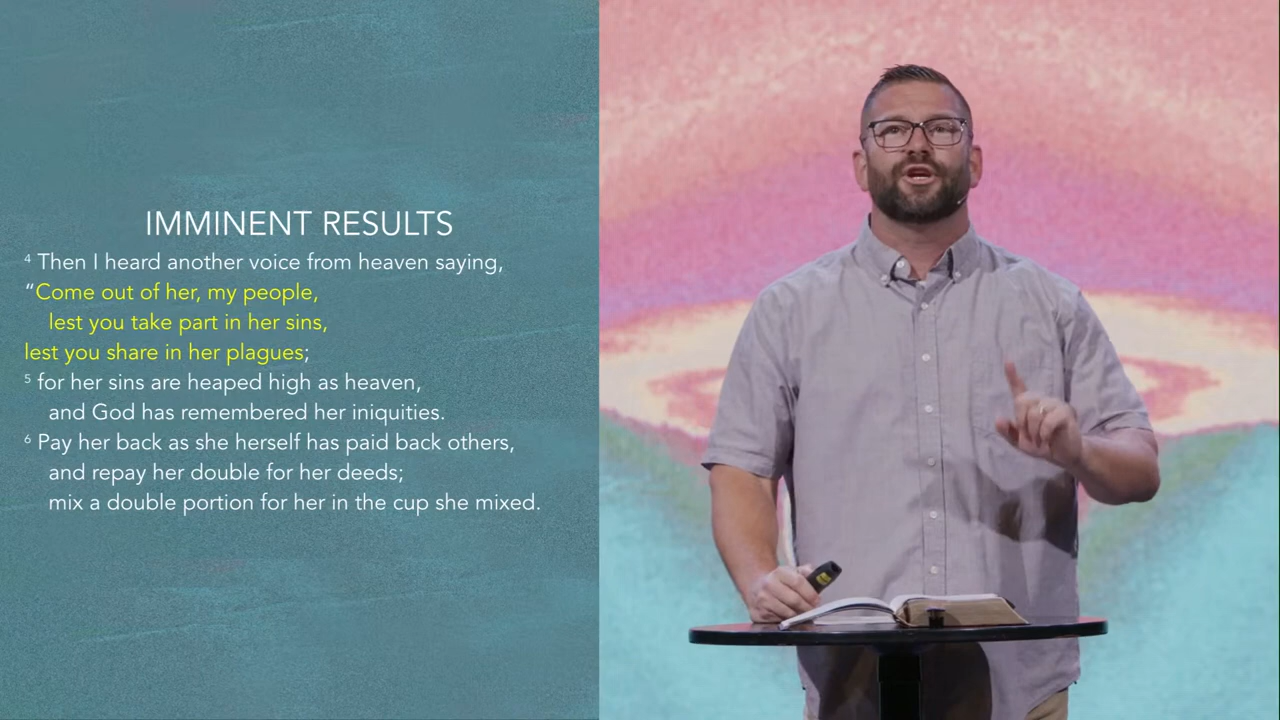 IMMINENT RESULTS
⁴ Then I heard another voice from heaven saying,
“Come out of her, my people,
lest you take part in her sins,
lest you share in her plagues;
⁵ for her sins are heaped high as heaven,
and God has remembered her iniquities.
⁶ Pay her back as she herself has paid back others,
and repay her double for her deeds;
mix a double portion for her in the cup she mixed.